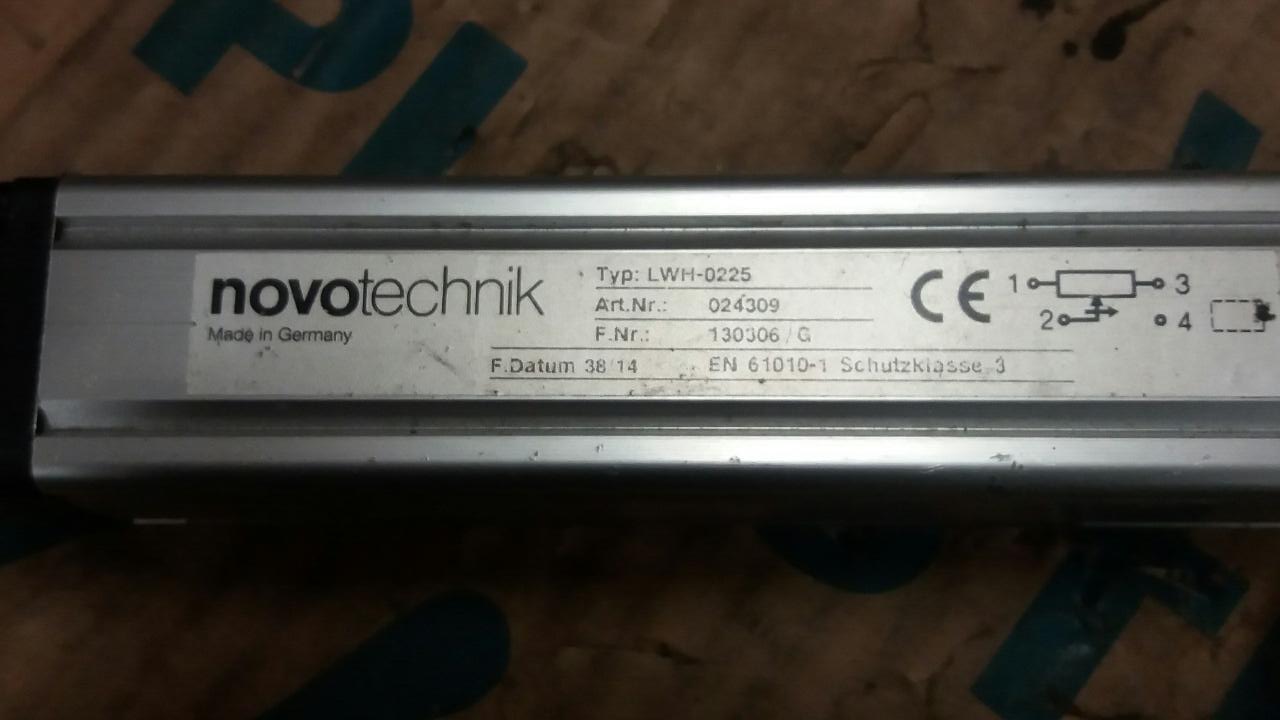 novotechnik
Made in Germany
Typ: LWH-0225
Art.Nr.: 024309
F.Nr.: 130306/G
F.Datum 38/14 EN 61010-1 Schutzklasse 3
CE
1 3
2 4